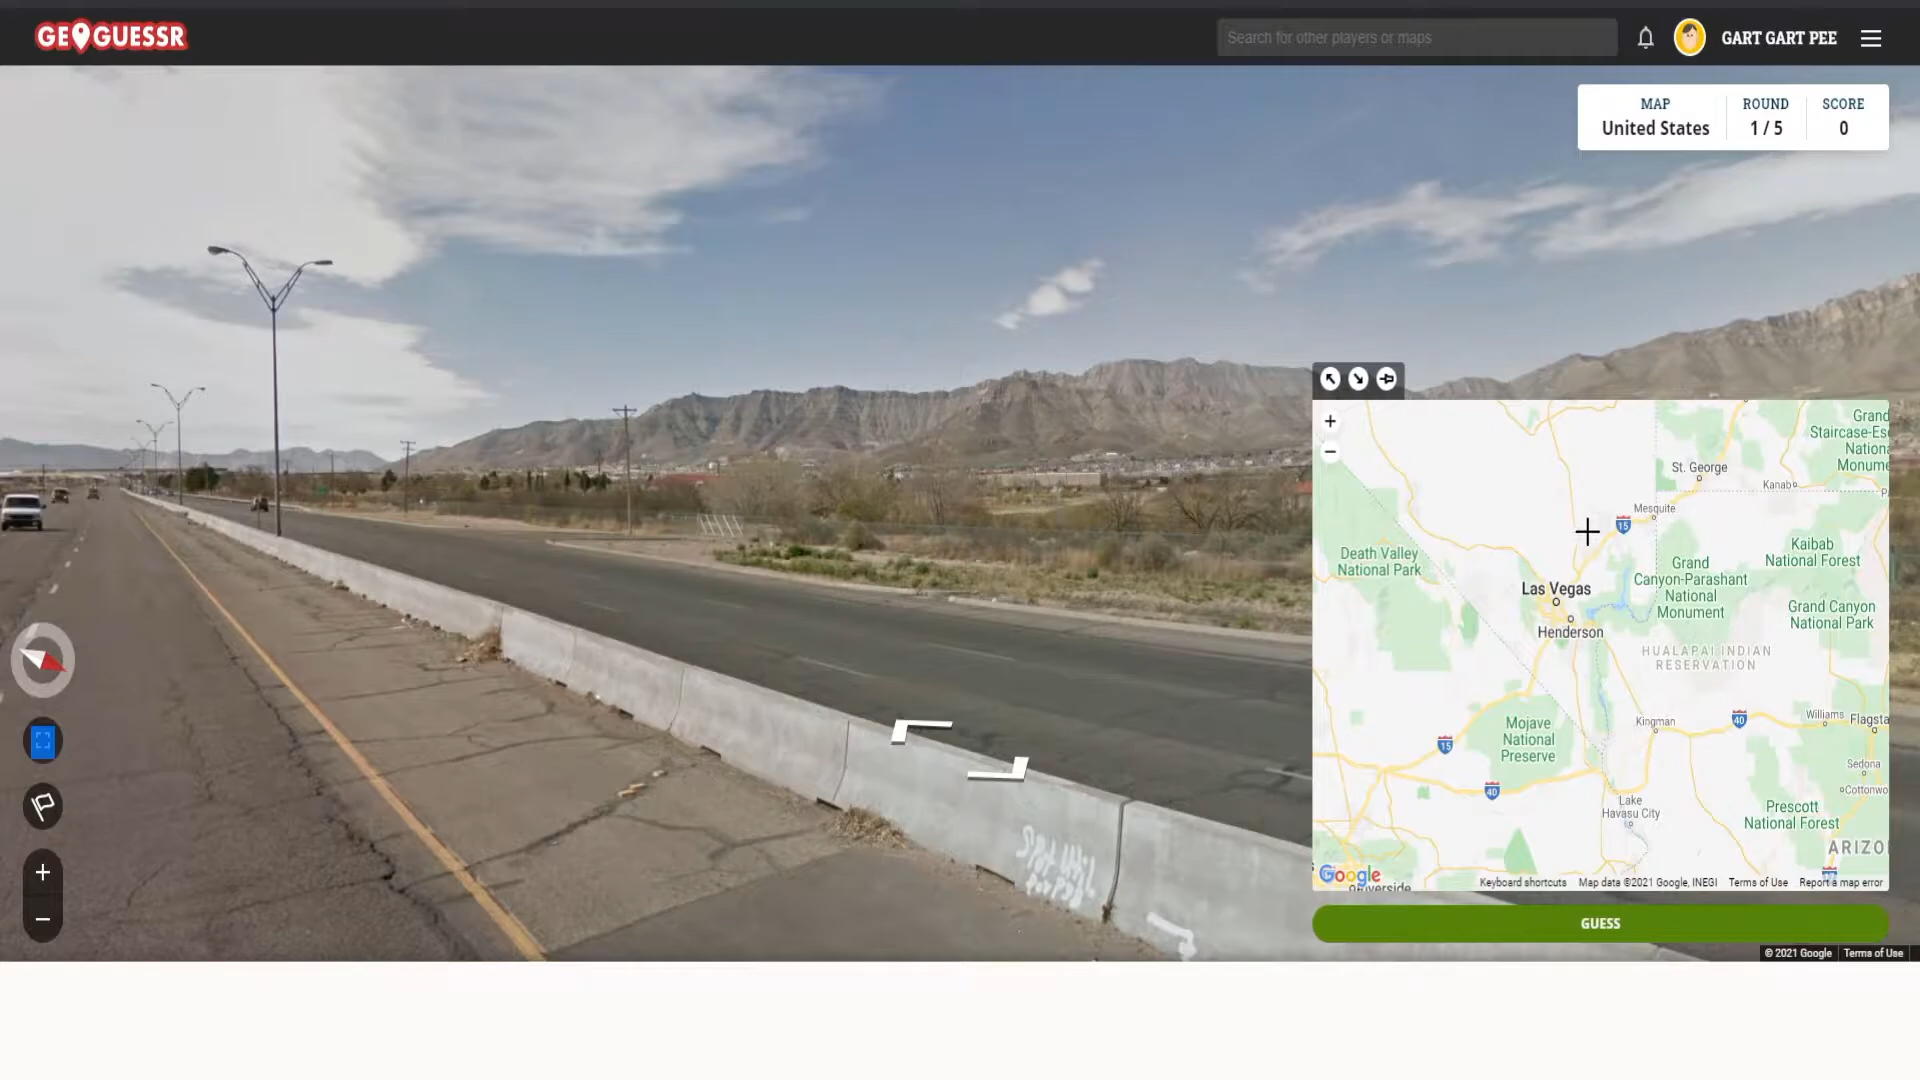 GEOGUESSR
Search for other players or maps
GART GART PEE
MAP
United States
ROUND
1 / 5
SCORE
0
+
−
Grand
Staircase-Es
Nationa
Monume
St. George
Kanab
P
Mesquite
15
Death Valley
National Park
Grand
Canyon-Parashant
National
Monument
Kaibab
National Forest
Las Vegas
Henderson
Grand Canyon
National Park
HUALAPAI INDIAN
RESERVATION
Kingman
40
Williams
Flagsta
Mojave
National
Preserve
15
40
Sedona
Cottonwo
Lake
Havasu City
Prescott
National Forest
ARIZO
Google
verside
Keyboard shortcuts
Map data ©2021 Google, INEGI
Terms of Use
Report a map error
GUESS
+
−
© 2021 Google
Terms of Use